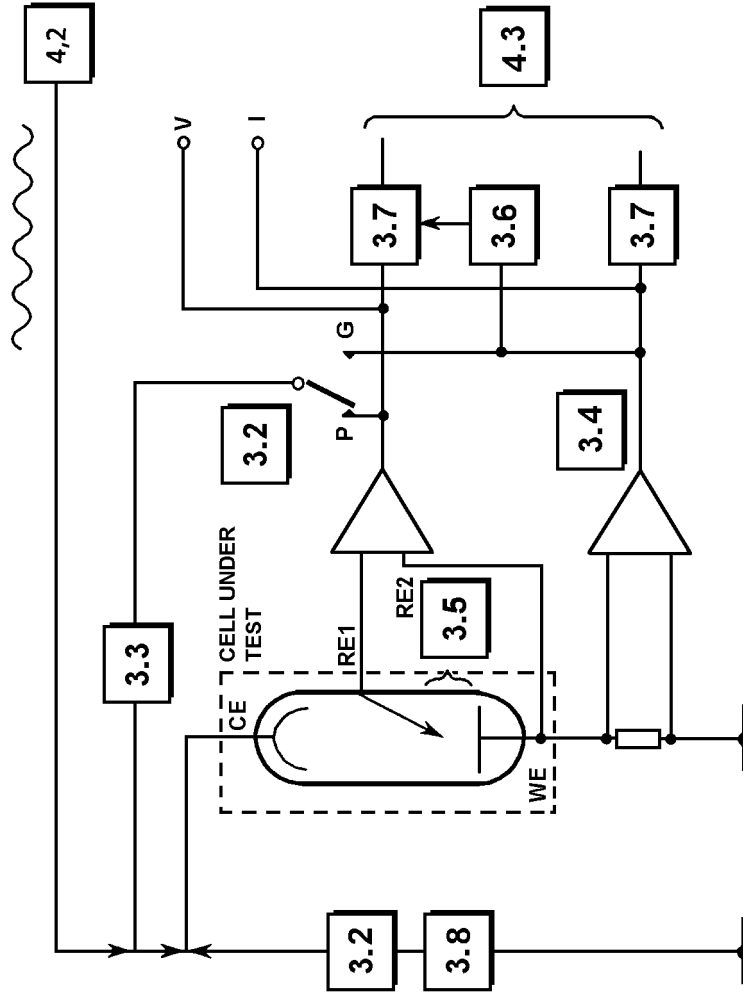 4,2
V
I
4.3
3.7
3.6
3.7
G
3.2
P
3.4
3.3
CELL UNDER
TEST
RE1
RE2
3.5
CE
WE
3.2
3.8